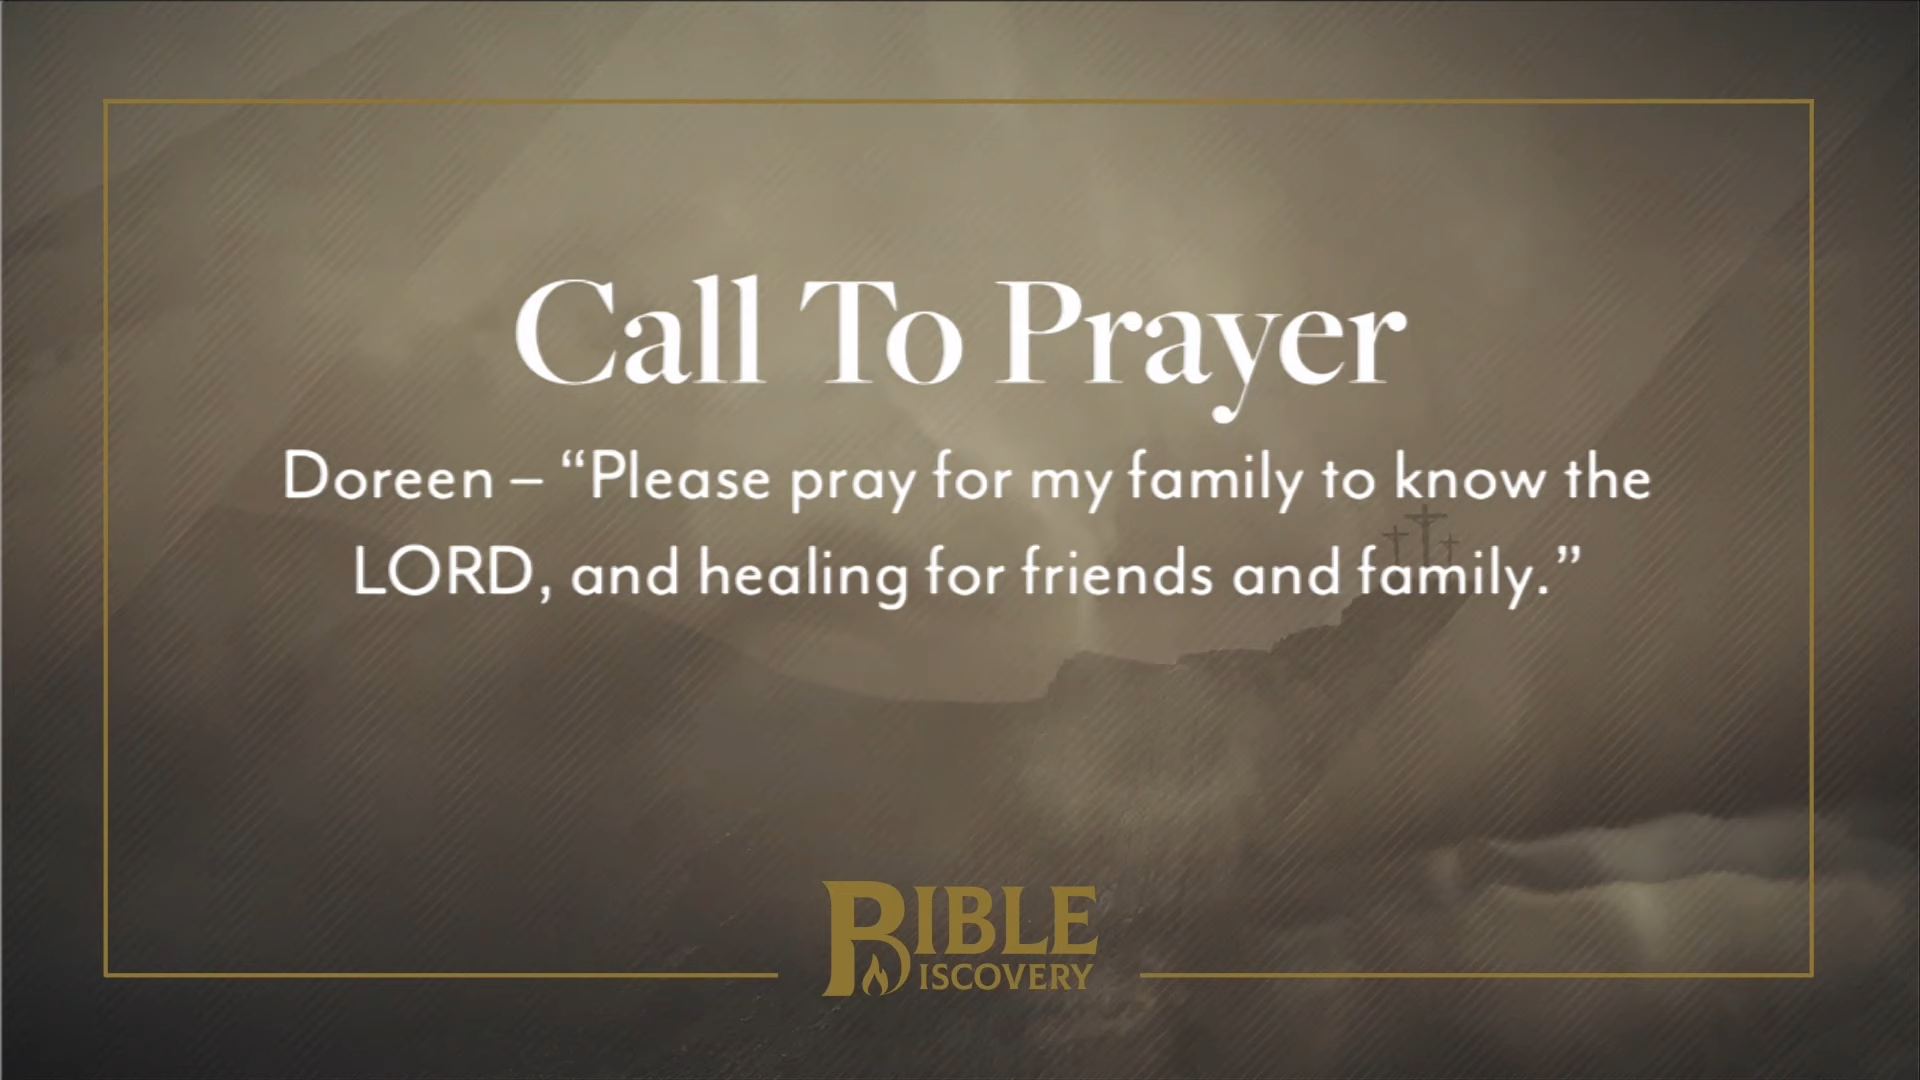 Call To Prayer
Doreen – “Please pray for my family to know the
LORD, and healing for friends and family.”
BIBLE
DISCOVERY